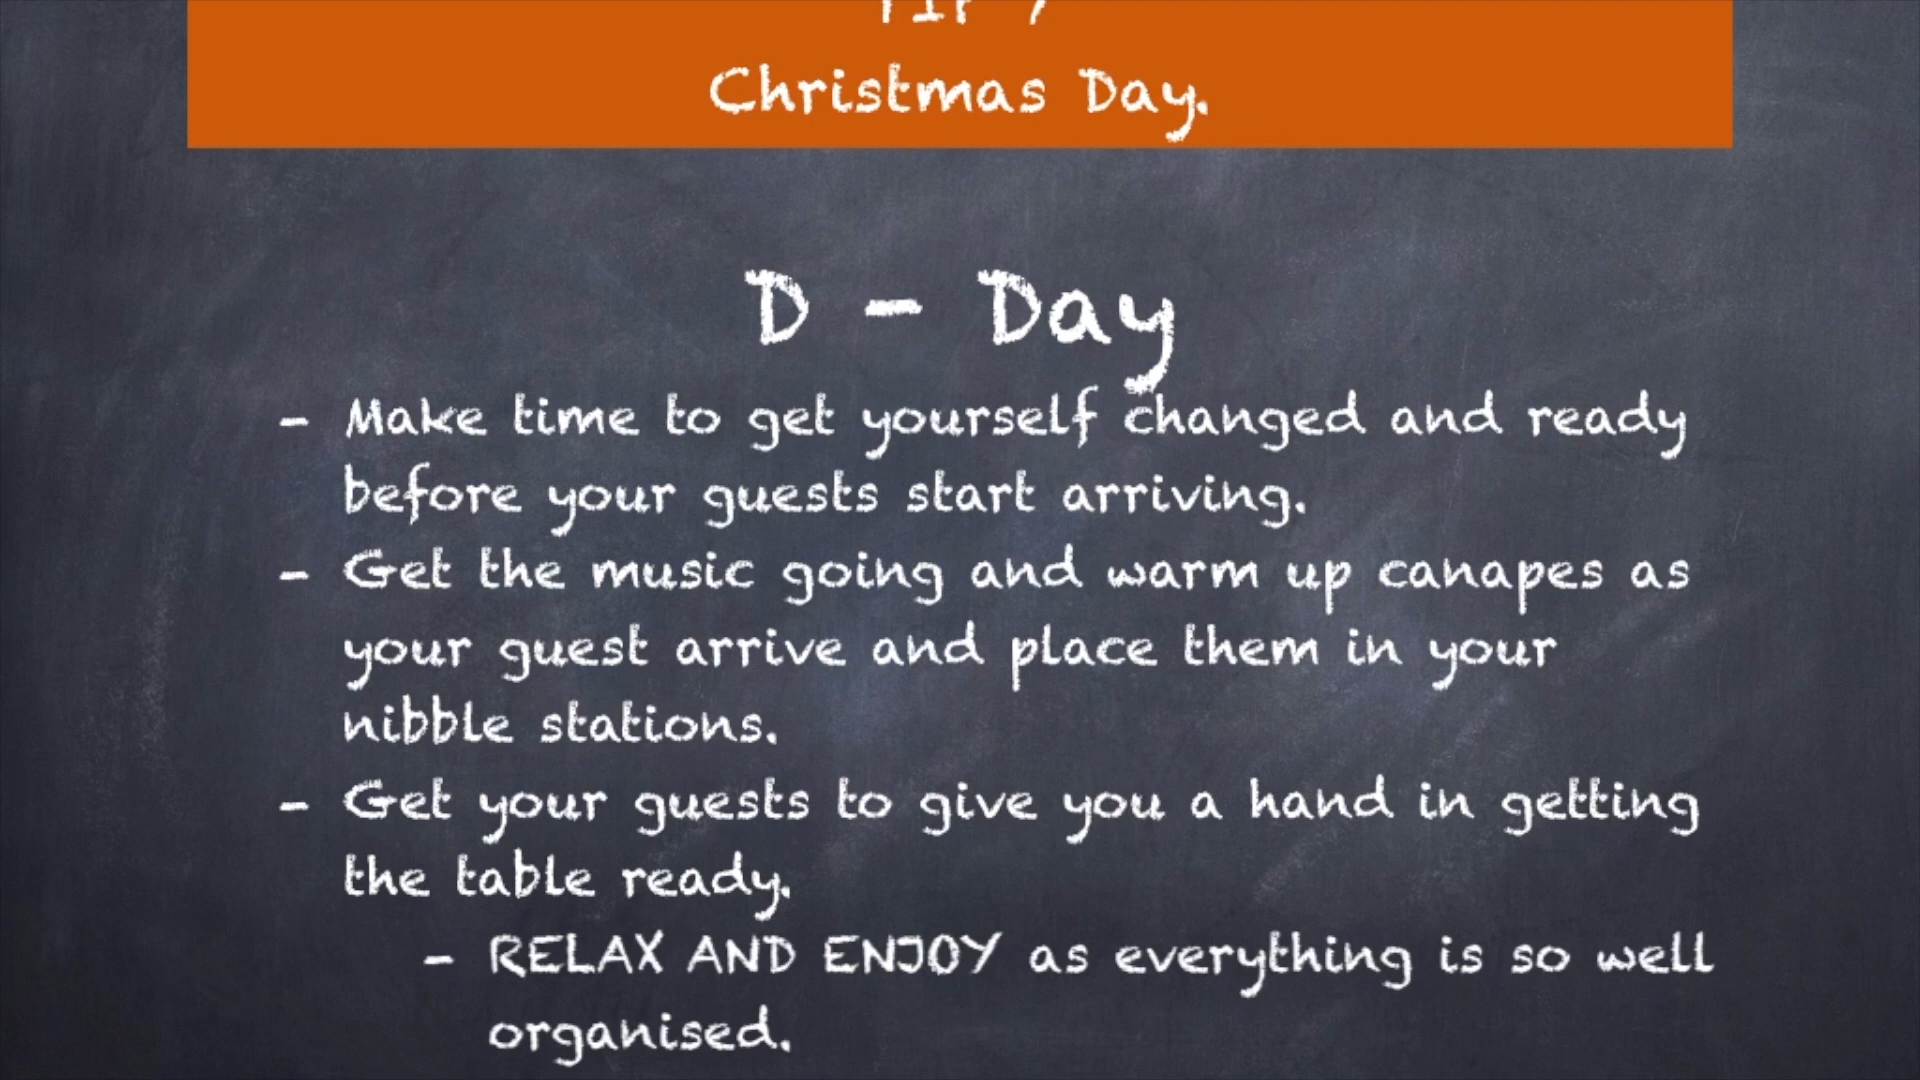 Christmas Day.
D - Day
- Make time to get yourself changed and ready
before your guests start arriving.
- Get the music going and warm up canapes as
your guest arrive and place them in your
nibble stations.
- Get your guests to give you a hand in getting
the table ready.
- RELAX AND ENJOY as everything is so well
organised.